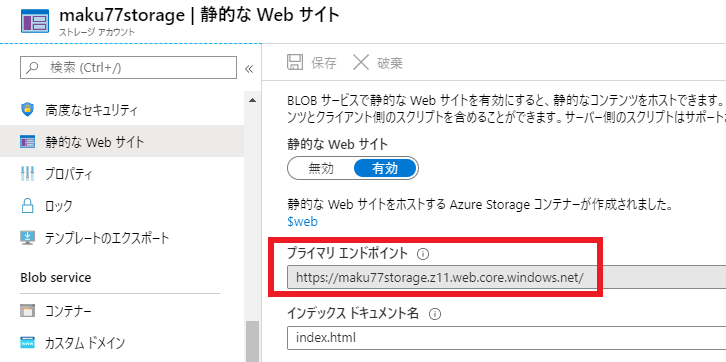 maku77storage | 静的な Web サイト
ストレージ アカウント
検索 (Ctrl+/)
«
高度なセキュリティ
静的な Web サイト
プロパティ
ロック
テンプレートのエクスポート
Blob service
コンテナー
カスタム ドメイン
保存
破棄
BLOB サービスで静的な Web サイトを有効にすると、静的なコンテンツをホストできます。
ンツとクライアント側のスクリプトを含めることができます。サーバー側のスクリプトはサポート
静的な Web サイト
無効
有効
静的な Web サイトをホストする Azure Storage コンテナーが作成されました。
$web
プライマリ エンドポイント
https://maku77storage.z11.web.core.windows.net/
インデックス ドキュメント名
index.html